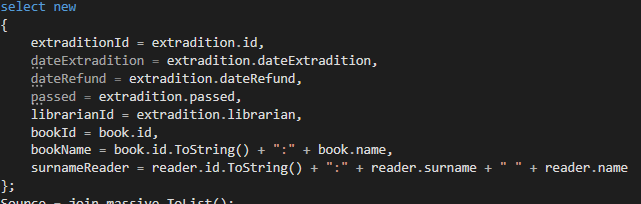 select new
{
extraditionId = extradition.id,
dateExtradition = extradition.dateExtradition,
dateRefund = extradition.dateRefund,
passed = extradition.passed,
librarianId = extradition.librarian,
bookId = book.id,
bookName = book.id.ToString() + ":" + book.name,
surnameReader = reader.id.ToString() + ":" + reader.surname + " " + reader.name
};
Source = join_massive.ToList();